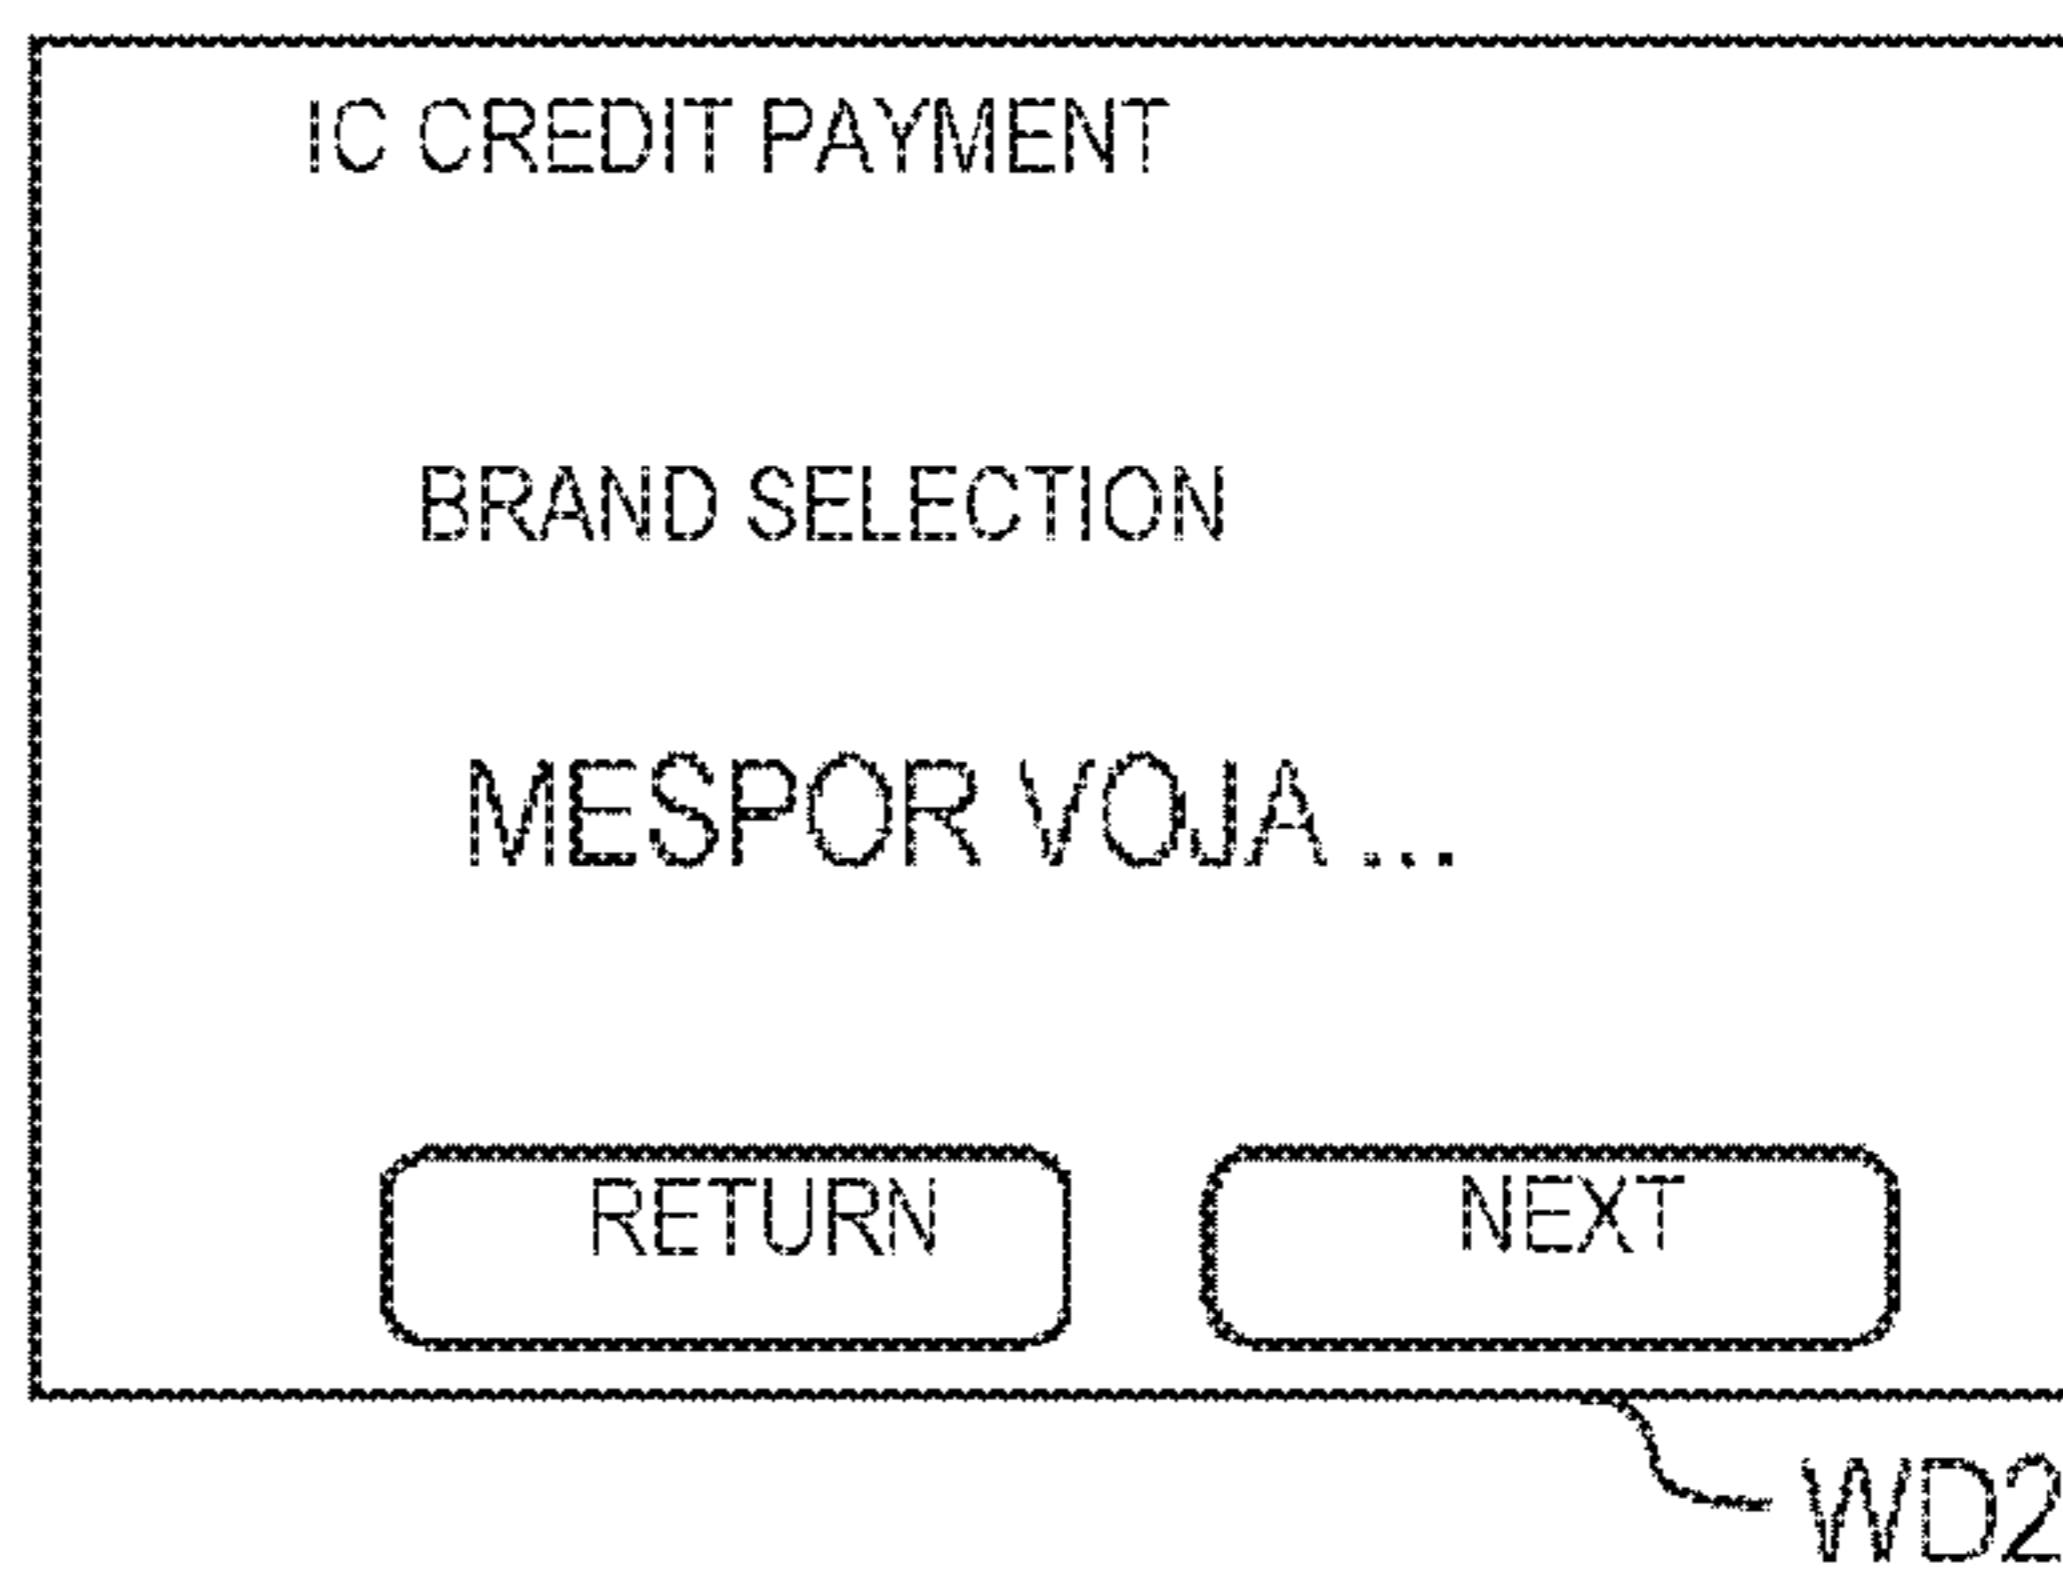 IC CREDIT PAYMENT
BRAND SELECTION
MESPOR VOJA ...
RETURN NEXT
WD2